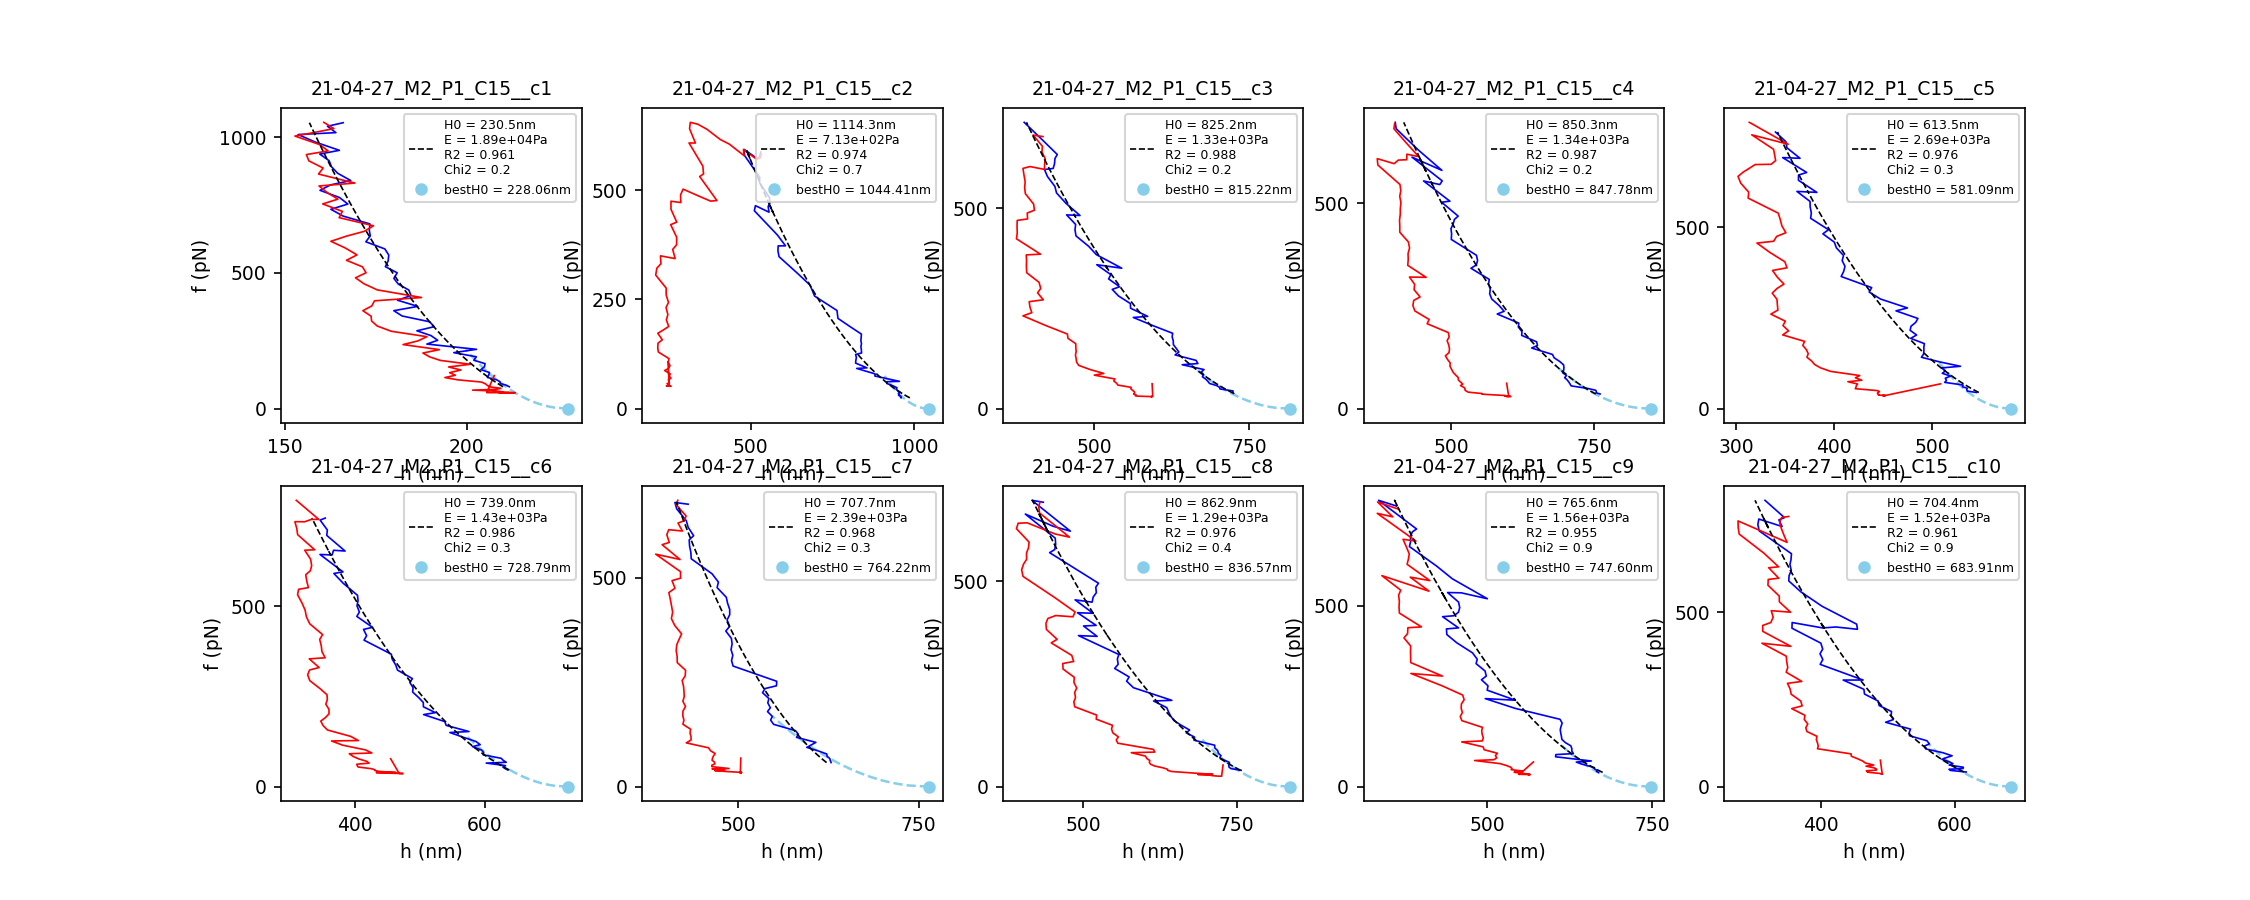 21-04-27_M2_P1_C15__c1
H0 = 230.5nm
E = 1.89e+04Pa
R2 = 0.961
Chi2 = 0.2
bestH0 = 228.06nm
f (pN)
1000
500
0
150
200
h (nm)
21-04-27_M2_P1_C15__c2
H0 = 1114.3nm
E = 7.13e+02Pa
R2 = 0.974
Chi2 = 0.7
bestH0 = 1044.41nm
f (pN)
500
250
0
500
1000
21-04-27_M2_P1_C15__c3
H0 = 825.2nm
E = 1.33e+03Pa
R2 = 0.988
Chi2 = 0.2
bestH0 = 815.22nm
f (pN)
500
0
500
750
h (nm)
21-04-27_M2_P1_C15__c4
H0 = 850.3nm
E = 1.34e+03Pa
R2 = 0.987
Chi2 = 0.2
bestH0 = 847.78nm
f (pN)
500
0
500
750
h (nm)
21-04-27_M2_P1_C15__c5
H0 = 613.5nm
E = 2.69e+03Pa
R2 = 0.976
Chi2 = 0.3
bestH0 = 581.09nm
f (pN)
500
0
300
400
500
h (nm)
21-04-27_M2_P1_C15__c6
H0 = 739.0nm
E = 1.43e+03Pa
R2 = 0.986
Chi2 = 0.3
bestH0 = 728.79nm
f (pN)
500
0
400
600
h (nm)
21-04-27_M2_P1_C15__c7
H0 = 707.7nm
E = 2.39e+03Pa
R2 = 0.968
Chi2 = 0.3
bestH0 = 764.22nm
f (pN)
500
0
500
750
h (nm)
21-04-27_M2_P1_C15__c8
H0 = 862.9nm
E = 1.29e+03Pa
R2 = 0.976
Chi2 = 0.4
bestH0 = 836.57nm
500
0
500
750
h (nm)
21-04-27_M2_P1_C15__c9
H0 = 765.6nm
E = 1.56e+03Pa
R2 = 0.955
Chi2 = 0.9
bestH0 = 747.60nm
f (pN)
500
0
500
750
h (nm)
21-04-27_M2_P1_C15__c10
H0 = 704.4nm
E = 1.52e+03Pa
R2 = 0.961
Chi2 = 0.9
bestH0 = 683.91nm
f (pN)
500
0
400
600
h (nm)